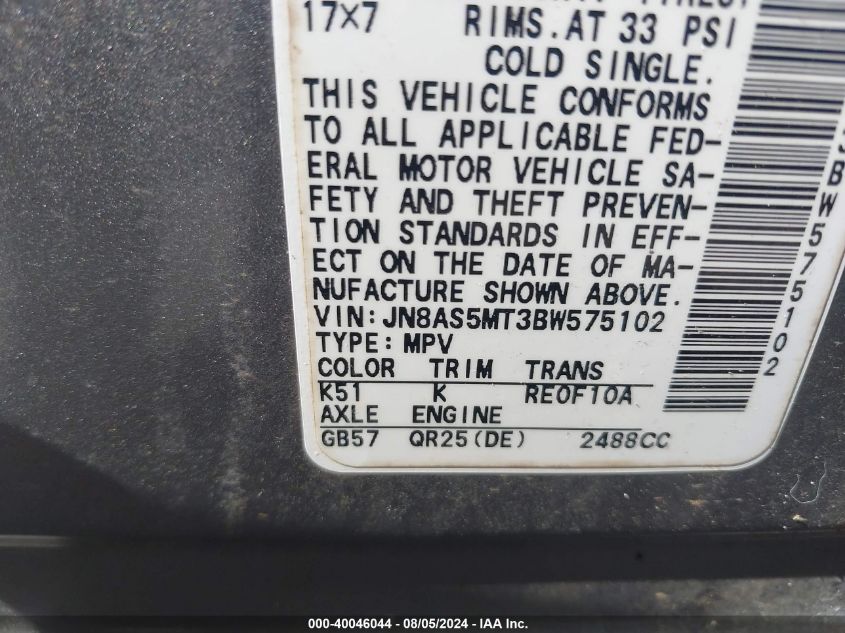 17X7 RIMS.AT 33 PSI
COLD SINGLE.
THIS VEHICLE CONFORMS
TO ALL APPLICABLE FED-
ERAL MOTOR VEHICLE SA-
FETY AND THEFT PREVEN-
TION STANDARDS IN EFF-
ECT ON THE DATE OF MA-
NUFACTURE SHOWN ABOVE.
VIN:JN8AS5MT3BW575102
TYPE:MPV
COLOR TRIM TRANS
K51 K RE0F10A
AXLE ENGINE
GB57 QR25(DE) 2488CC
BW575102
000-40046044 - 08/05/2024 - IAA Inc.